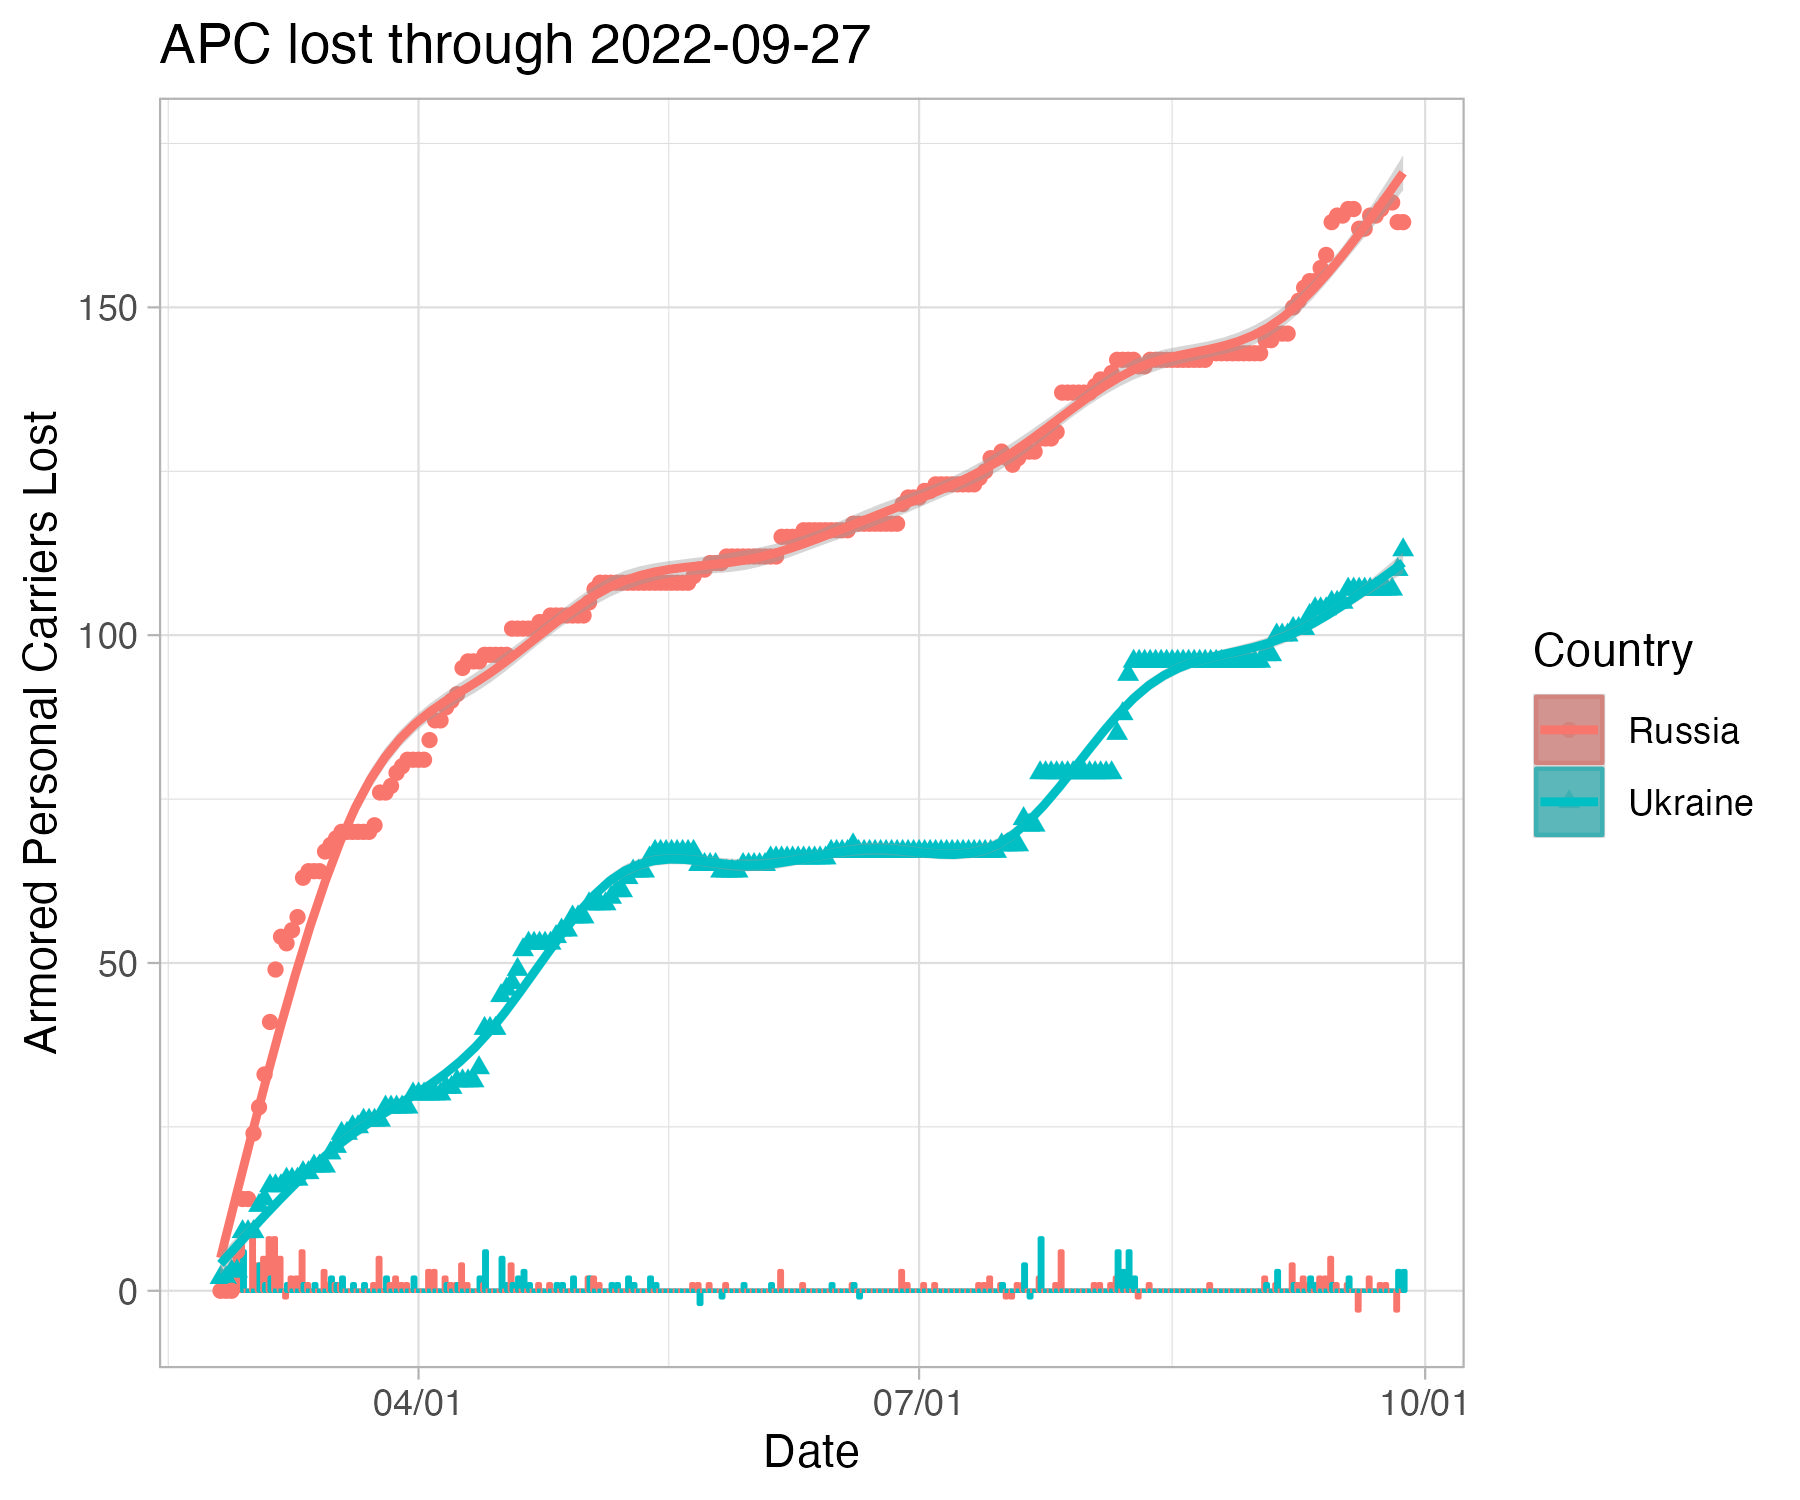 APC lost through 2022-09-27
Armored Personal Carriers Lost
150
100
50
0
04/01
07/01
10/01
Date
Country
Russia
Ukraine